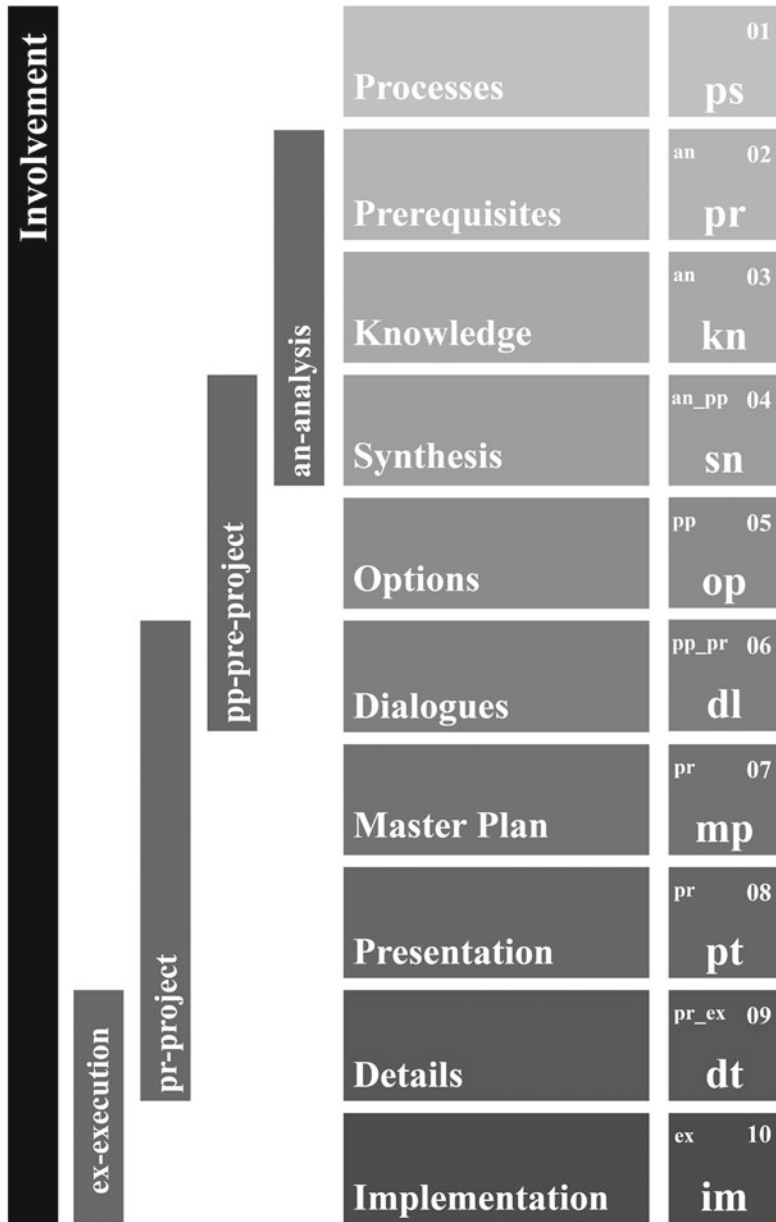 Involvement
ex-execution
pr-project
pp-pre-project
an-analysis
Processes
01
ps
Prerequisites
an 02
pr
Knowledge
an 03
kn
Synthesis
an_pp 04
sn
Options
pp 05
op
Dialogues
pp_pr 06
dl
Master Plan
pr 07
mp
Presentation
pr 08
pt
Details
pr_ex 09
dt
Implementation
ex 10
im